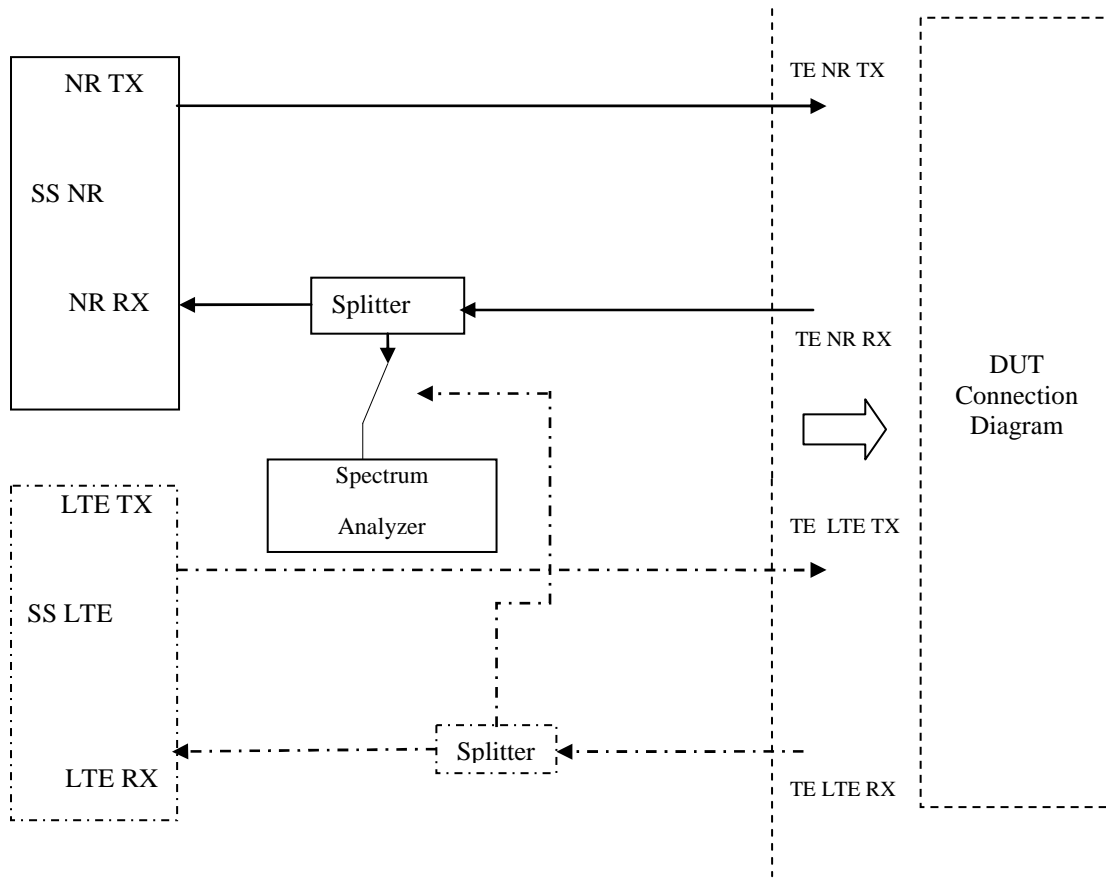 NR TX
SS NR
NR RX
Splitter
Spectrum
Analyzer
LTE TX
SS LTE
LTE RX
Splitter
TE NR TX
TE NR RX
TE LTE TX
TE LTE RX
DUT
Connection
Diagram